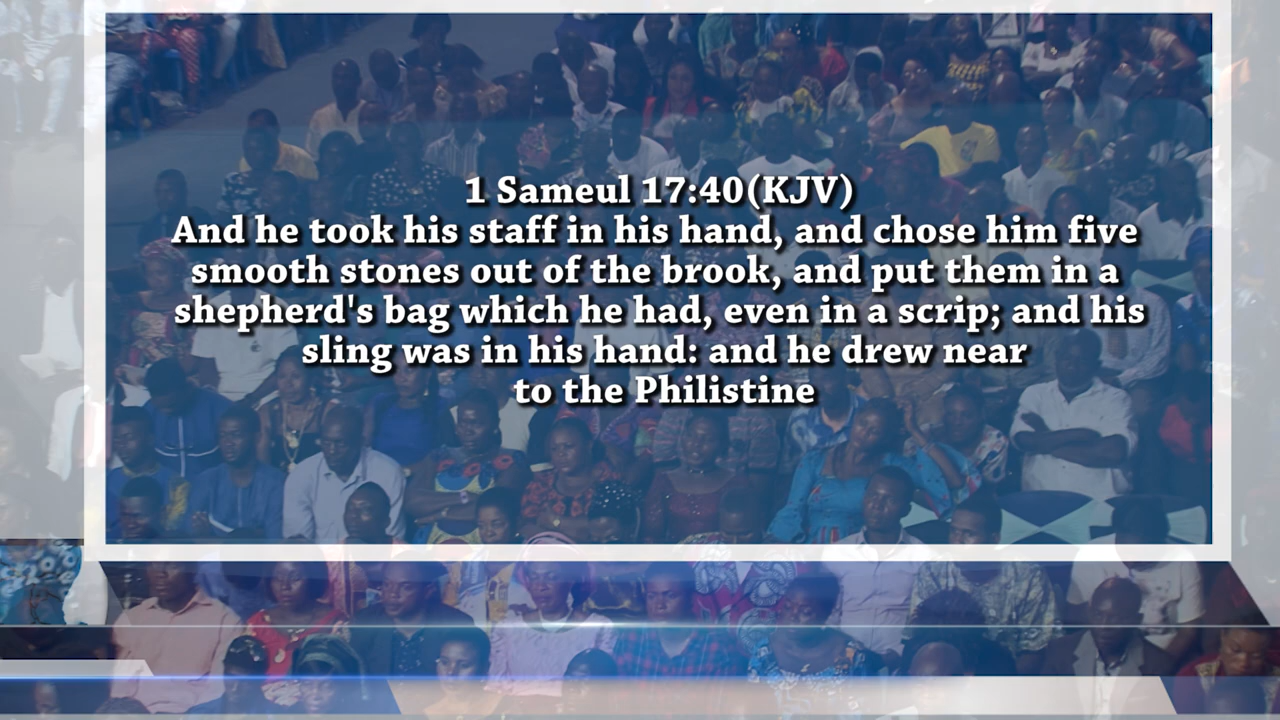 1 Sameul 17:40(KJV)
And he took his staff in his hand, and chose him five
smooth stones out of the brook, and put them in a
shepherd's bag which he had, even in a scrip; and his
sling was in his hand: and he drew near
to the Philistine